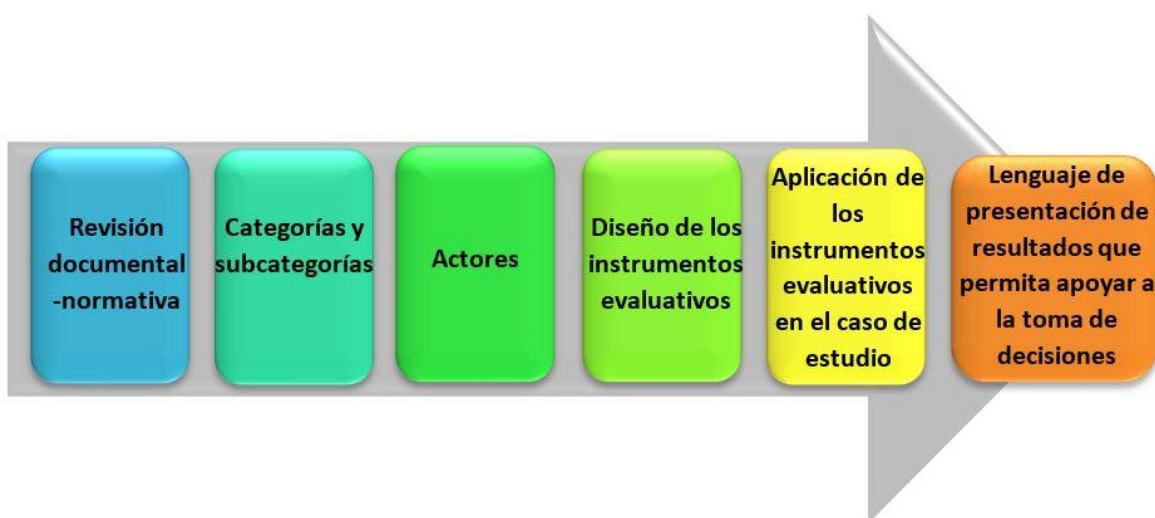 Revisión
documental
-normativa
Categorías y
subcategorías
Actores
Diseño de los
instrumentos
evaluativos
Aplicación de
los
instrumentos
evaluativos
en el caso de
estudio
Lenguaje de
presentación de
resultados que
permita apoyar a
la toma de
decisiones